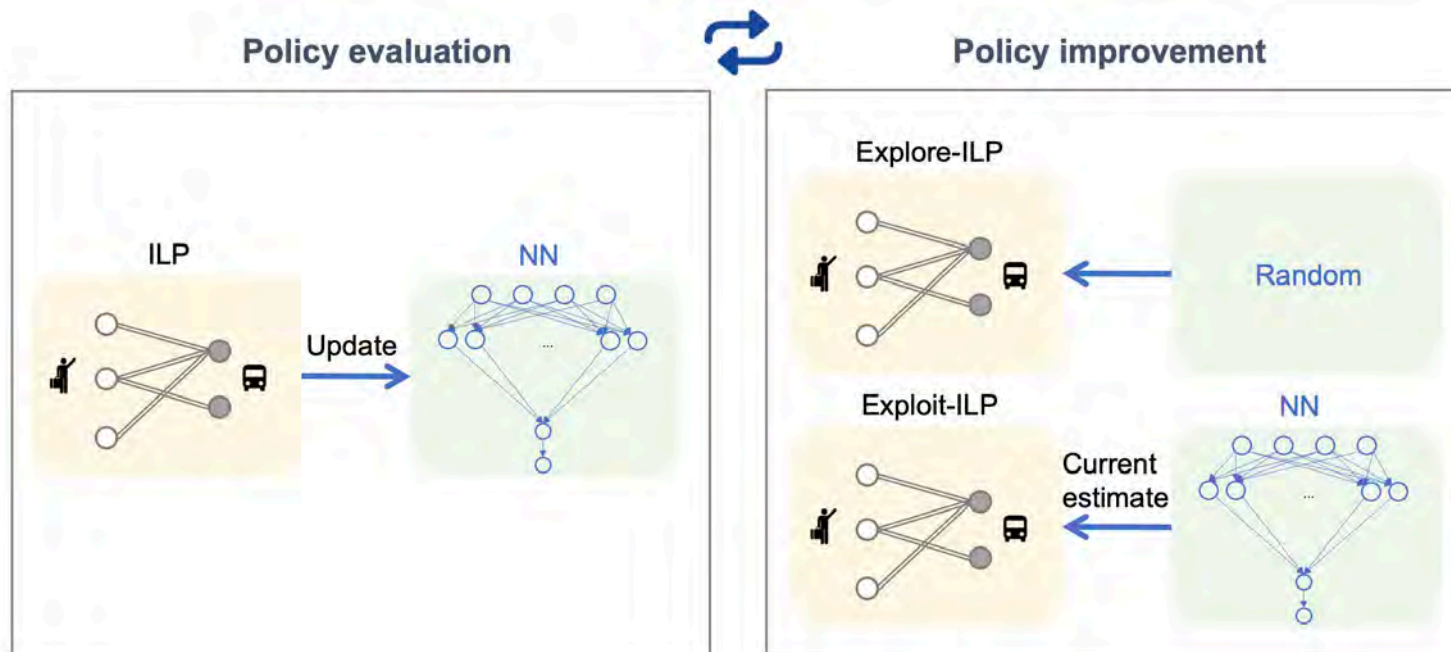 Policy evaluation
Policy improvement
ILP
Update
NN
...
Explore-ILP
Random
Exploit-ILP
Current
estimate
NN
...